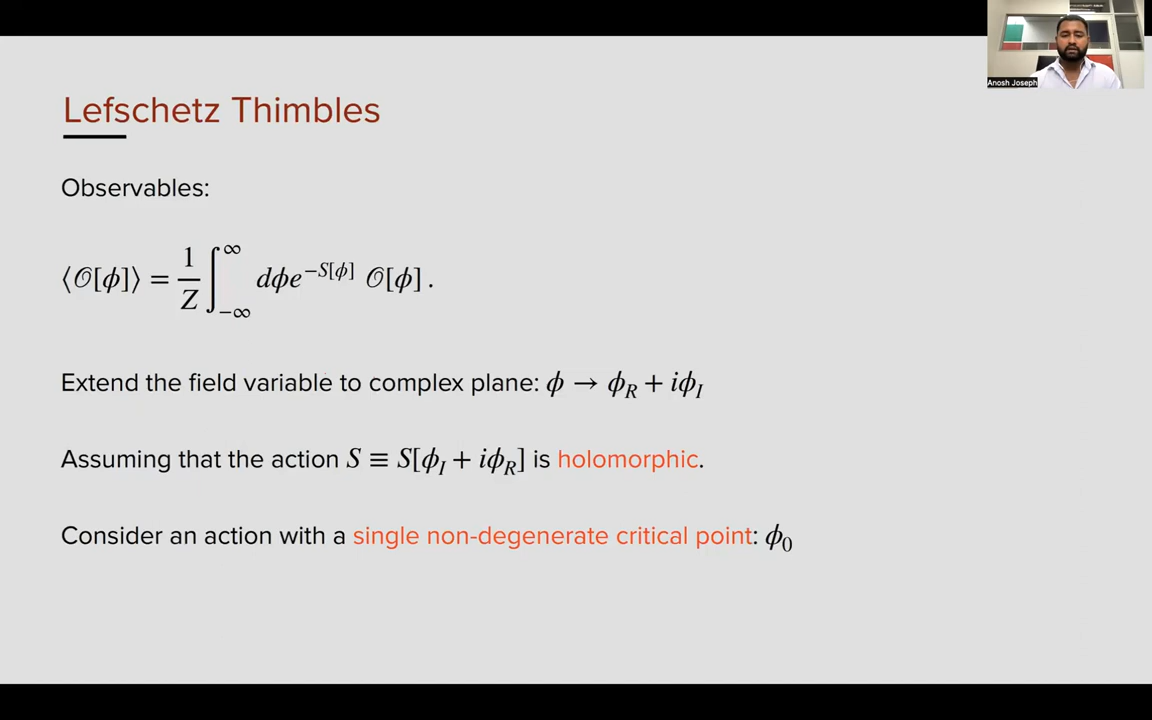 Anosh Joseph
Lefschetz Thimbles
Observables:
⟨𝒪[ϕ]⟩ = 1/Z ∫_{−∞}^{∞} dϕe^{−S[ϕ]} 𝒪[ϕ] .
Extend the field variable to complex plane: ϕ → ϕ_R + iϕ_I
Assuming that the action S ≡ S[ϕ_I + iϕ_R] is holomorphic.
Consider an action with a single non-degenerate critical point: ϕ_0